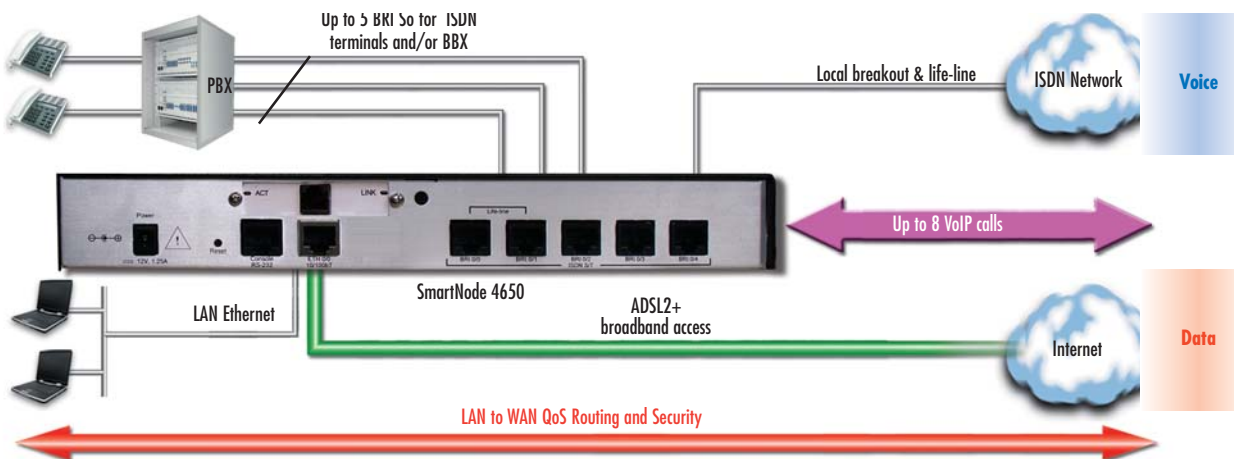 Up to 5 BRI So for ISDN
terminals and/or BBX
PBX
Local breakout & life-line
ISDN Network
Voice
ACT
LINK
Power
Life-line
Up to 8 VoIP calls
Reset
12V, 1.25A
Console
RS-232
ETH 0/0
10/100bT
BRI 0/0
BRI 0/1
BRI 0/2
BRI 0/3
BRI 0/4
ISDN S/T
SmartNode 4650
LAN Ethernet
ADSL2+
broadband access
Internet
Data
LAN to WAN QoS Routing and Security